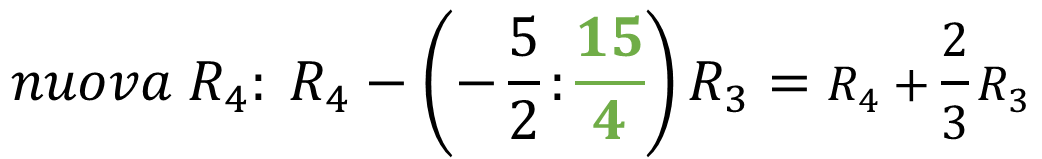 nuova R₄: R₄ − (− 5/2 : 15/4) R₃ = R₄ + 2/3 R₃